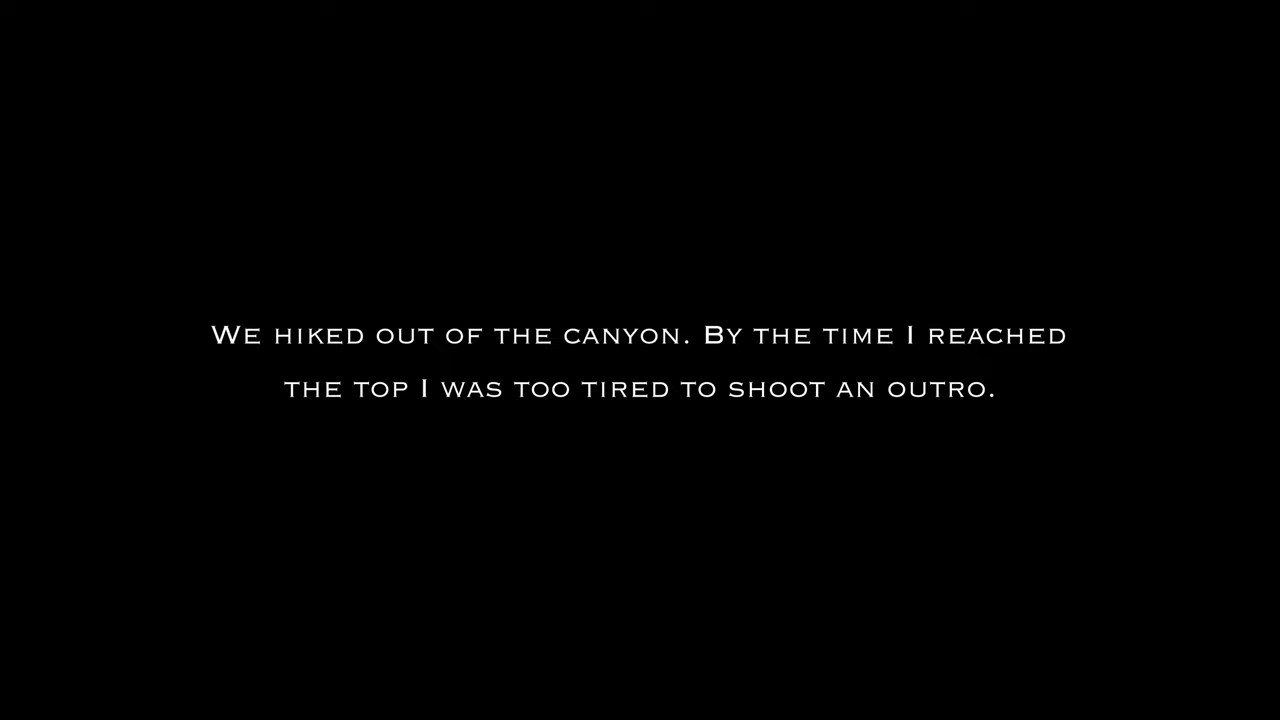 We hiked out of the canyon. By the time I reached
the top I was too tired to shoot an outro.